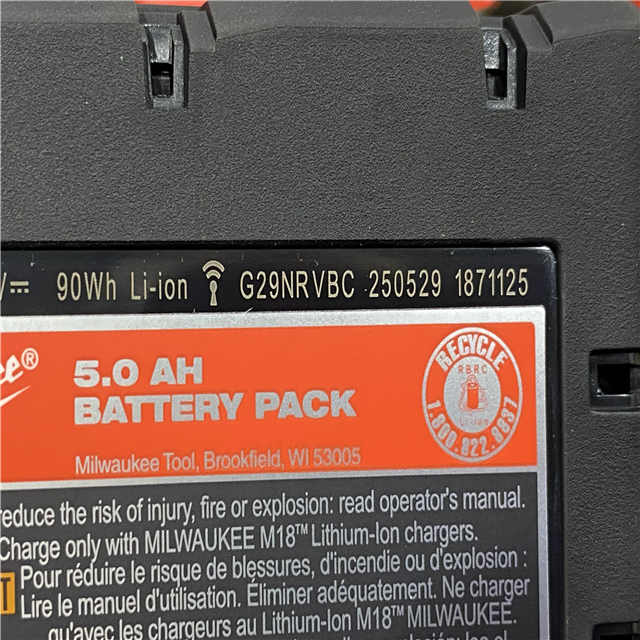 V⎓ 90Wh Li-ion G29NRVBC 250529 1871125
ee®
5.0 AH
BATTERY PACK
Milwaukee Tool, Brookfield, WI 53005
RECYCLE
RBRC
Li-ion
1.800.822.8837
reduce the risk of injury, fire or explosion: read operator's manual.
Charge only with MILWAUKEE M18™ Lithium-Ion chargers.
Pour réduire le risque de blessures, d'incendie ou d'explosion :
T Lire le manuel d'utilisation. Éliminer adéquatement. Ne charger
qu'avec les chargeurs au Lithium-Ion M18™ MILWAUKEE.